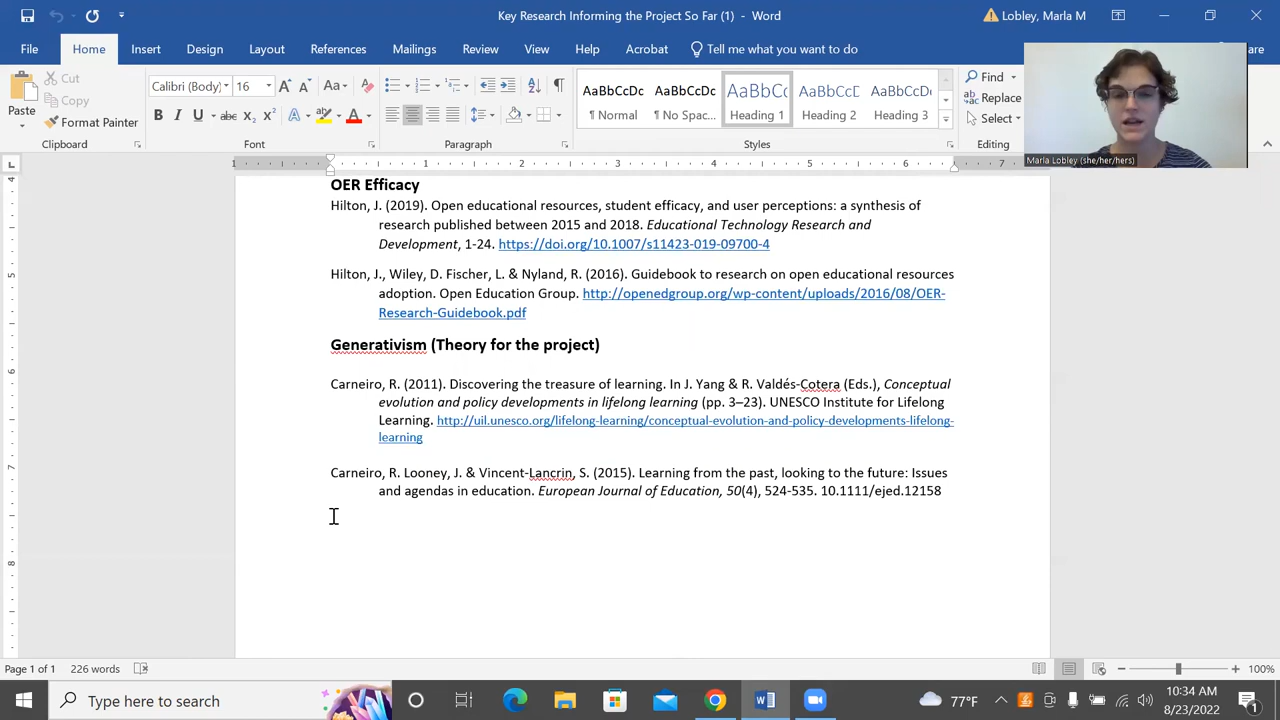 Key Research Informing the Project So Far (1) - Word
Lobley, Marla M
File Home Insert Design Layout References Mailings Review View Help Acrobat Tell me what you want to do
Paste
Cut
Copy
Format Painter
Clipboard
Calibri (Body) 16
Font
Paragraph
AaBbCcDc AaBbCcDc AaBbCc AaBbCcD AaBbCcD
¶ Normal ¶ No Spac... Heading 1 Heading 2 Heading 3
Styles
Find
Replace
Select
Editing
Marla Lobley (she/her/hers)
1 1 2 3 4 5 6 7
OER Efficacy
Hilton, J. (2019). Open educational resources, student efficacy, and user perceptions: a synthesis of
research published between 2015 and 2018. Educational Technology Research and
Development, 1-24. https://doi.org/10.1007/s11423-019-09700-4
Hilton, J., Wiley, D. Fischer, L. & Nyland, R. (2016). Guidebook to research on open educational resources
adoption. Open Education Group. http://openedgroup.org/wp-content/uploads/2016/08/OER-
Research-Guidebook.pdf
Generativism (Theory for the project)
Carneiro, R. (2011). Discovering the treasure of learning. In J. Yang & R. Valdés-Cotera (Eds.), Conceptual
evolution and policy developments in lifelong learning (pp. 3–23). UNESCO Institute for Lifelong
Learning. http://uil.unesco.org/lifelong-learning/conceptual-evolution-and-policy-developments-lifelong-
learning
Carneiro, R. Looney, J. & Vincent-Lancrin, S. (2015). Learning from the past, looking to the future: Issues
and agendas in education. European Journal of Education, 50(4), 524-535. 10.1111/ejed.12158
Page 1 of 1 226 words
100%
Type here to search
77°F
10:34 AM
8/23/2022